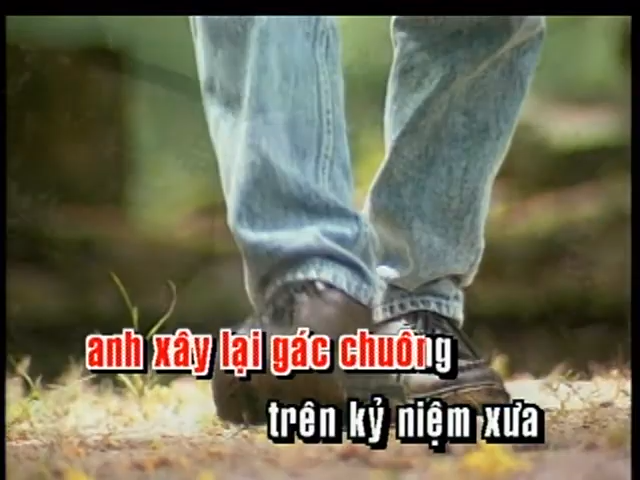 anh xây lại gác chuông
trên kỷ niệm xưa